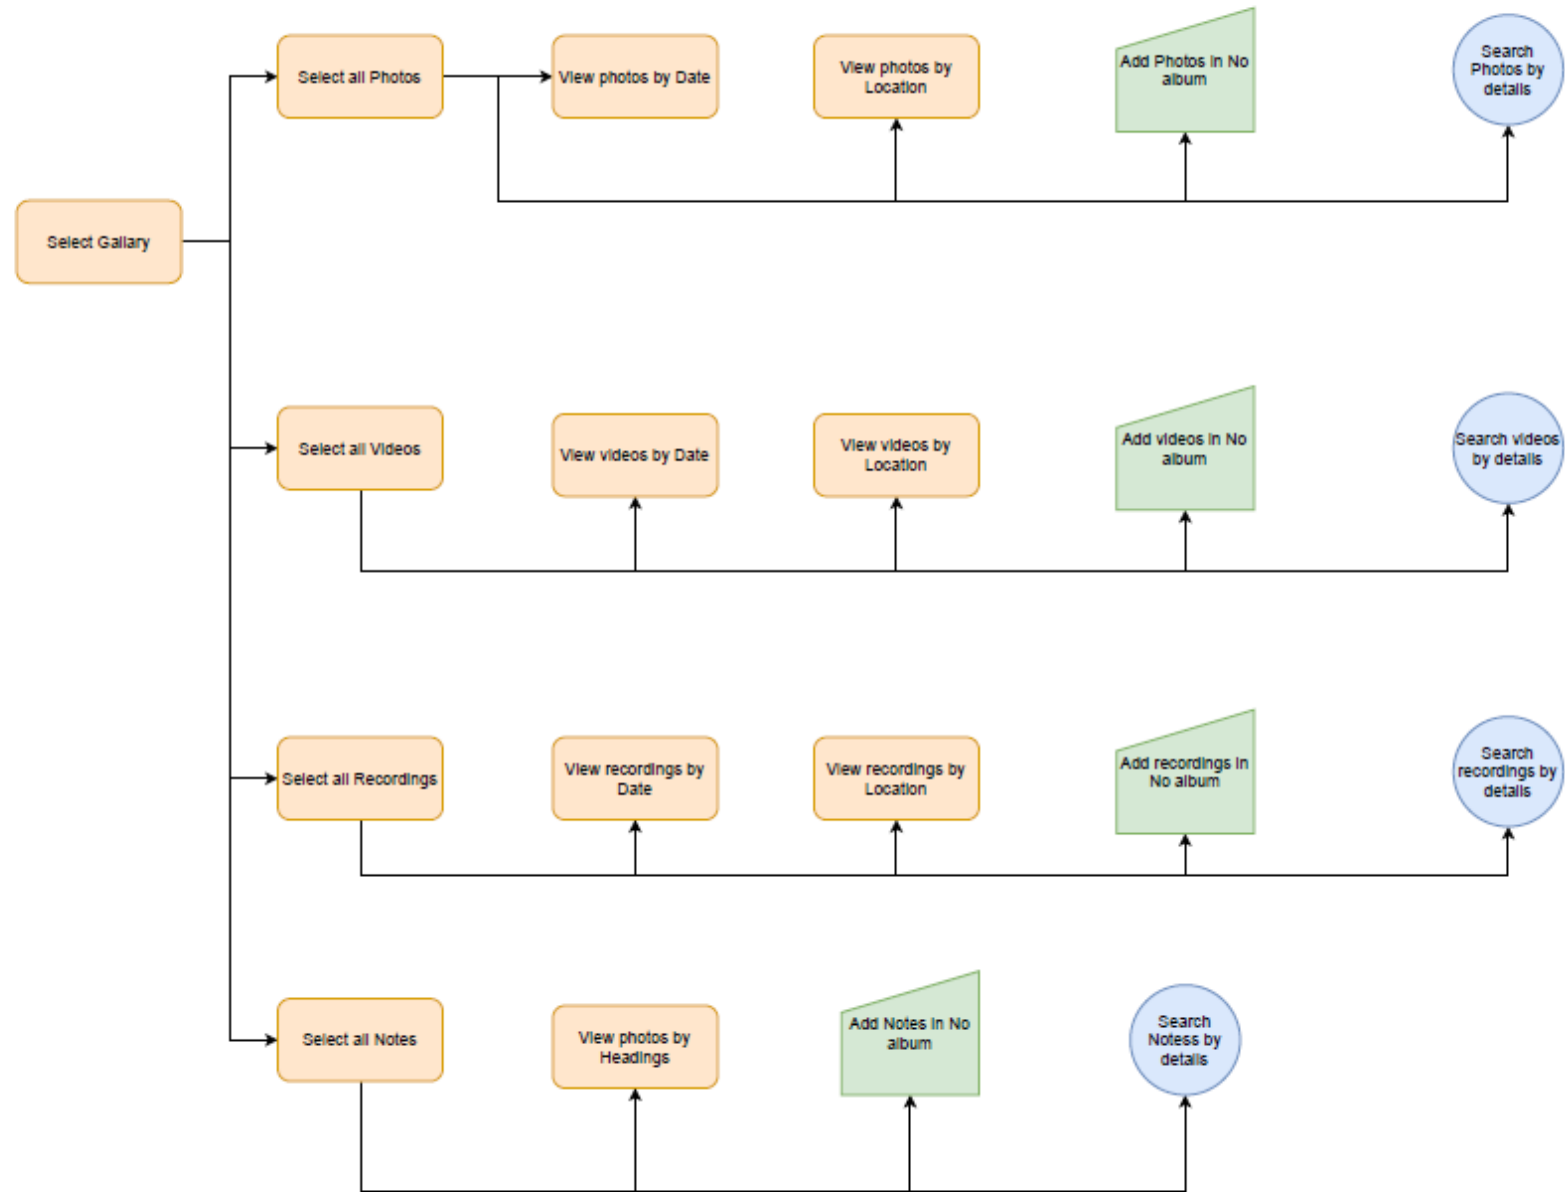 Select all Photos
View photos by Date
View photos by
Location
Add Photos in No
album
Search
Photos by
details
Select Gallary
Select all Videos
View videos by Date
View videos by
Location
Add videos in No
album
Search videos
by details
Select all Recordings
View recordings by
Date
View recordings by
Location
Add recordings in
No album
Search
recordings by
details
Select all Notes
View photos by
Headings
Add Notes in No
album
Search
Notess by
details